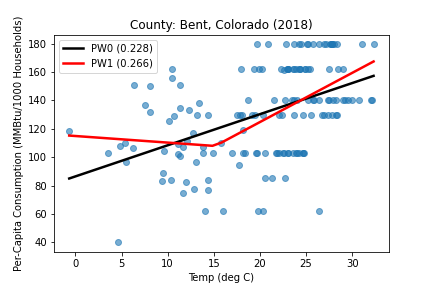 County: Bent, Colorado (2018)
PW0 (0.228)
PW1 (0.266)
Per-Capita Consumption (MMBtu/1000 Households)
180
160
140
120
100
80
60
40
0 5 10 15 20 25 30
Temp (deg C)